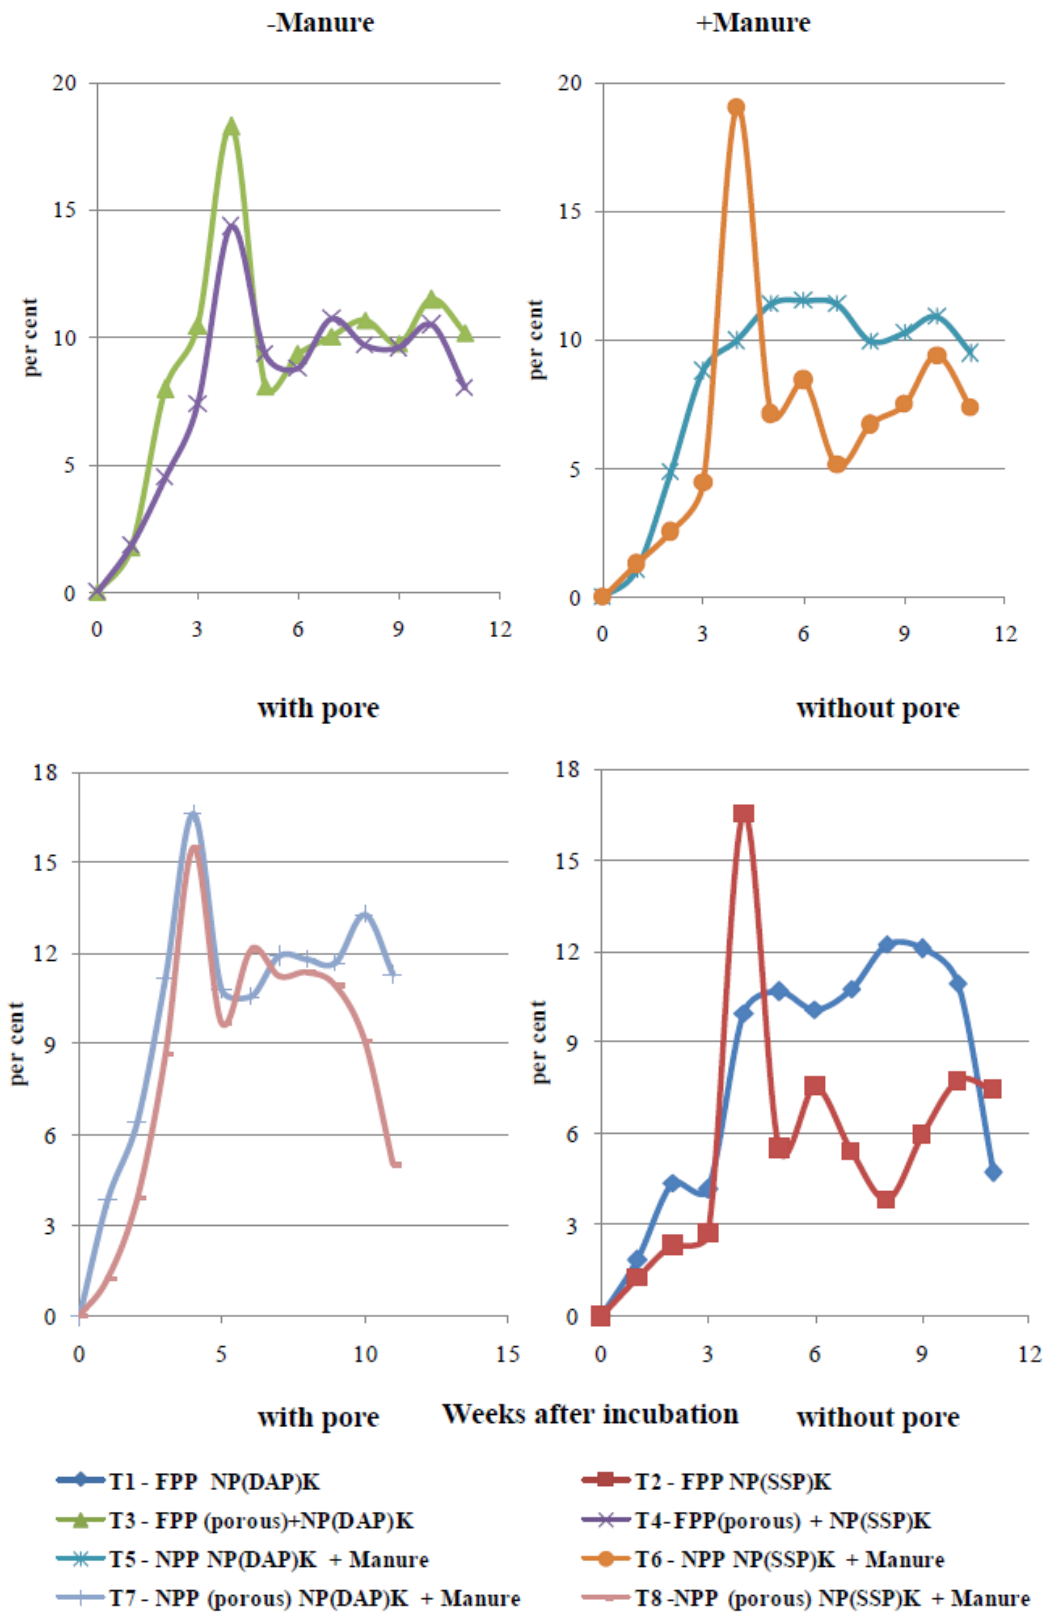 -Manure +Manure
20 20
15 15
10 10
per cent per cent
5 5
0 0
0 3 6 9 12 0 3 6 9 12
with pore without pore
18 18
15 15
12 12
9 9
per cent per cent
6 6
3 3
0 0
0 5 10 15 0 3 6 9 12
with pore Weeks after incubation without pore
T1 - FPP NP(DAP)K T2 - FPP NP(SSP)K
T3 - FPP (porous)+NP(DAP)K T4-FPP(porous) + NP(SSP)K
T5 - NPP NP(DAP)K + Manure T6 - NPP NP(SSP)K + Manure
T7 - NPP (porous) NP(DAP)K + Manure T8 -NPP (porous) NP(SSP)K + Manure